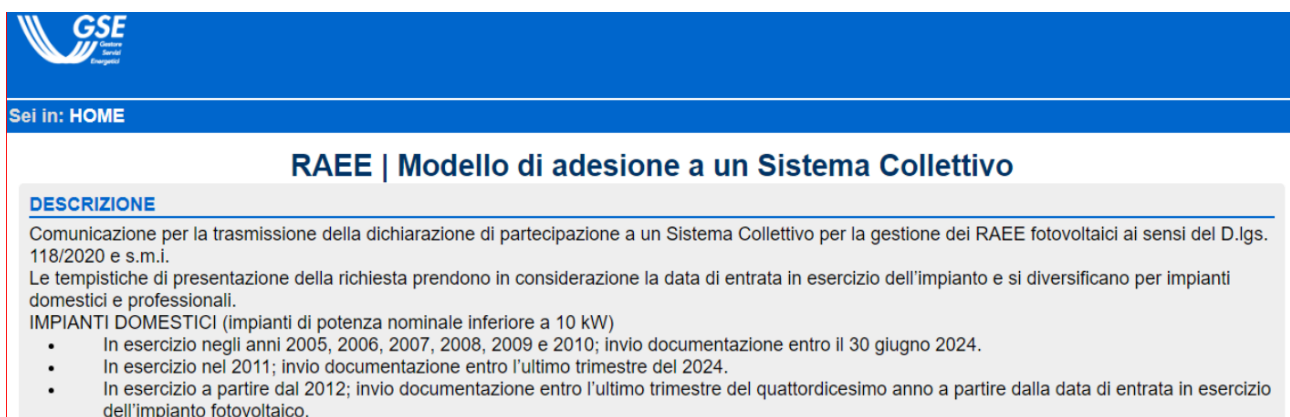 GSE
Gestore
Servizi
Energetici
Sei in: HOME
RAEE | Modello di adesione a un Sistema Collettivo
DESCRIZIONE
Comunicazione per la trasmissione della dichiarazione di partecipazione a un Sistema Collettivo per la gestione dei RAEE fotovoltaici ai sensi del D.lgs.
118/2020 e s.m.i.
Le tempistiche di presentazione della richiesta prendono in considerazione la data di entrata in esercizio dell'impianto e si diversificano per impianti
domestici e professionali.
IMPIANTI DOMESTICI (impianti di potenza nominale inferiore a 10 kW)
• In esercizio negli anni 2005, 2006, 2007, 2008, 2009 e 2010; invio documentazione entro il 30 giugno 2024.
• In esercizio nel 2011; invio documentazione entro l'ultimo trimestre del 2024.
• In esercizio a partire dal 2012; invio documentazione entro l'ultimo trimestre del quattordicesimo anno a partire dalla data di entrata in esercizio
dell'impianto fotovoltaico.